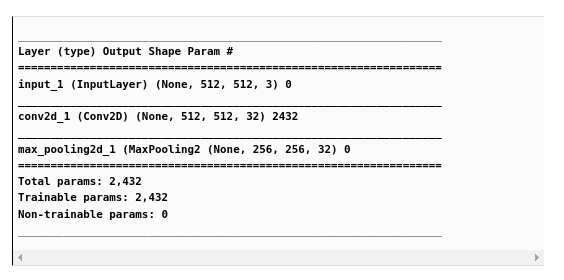 _________________________________________________________________
Layer (type) Output Shape Param #
=================================================================
input_1 (InputLayer) (None, 512, 512, 3) 0
_________________________________________________________________
conv2d_1 (Conv2D) (None, 512, 512, 32) 2432
_________________________________________________________________
max_pooling2d_1 (MaxPooling2 (None, 256, 256, 32) 0
=================================================================
Total params: 2,432
Trainable params: 2,432
Non-trainable params: 0
_________________________________________________________________